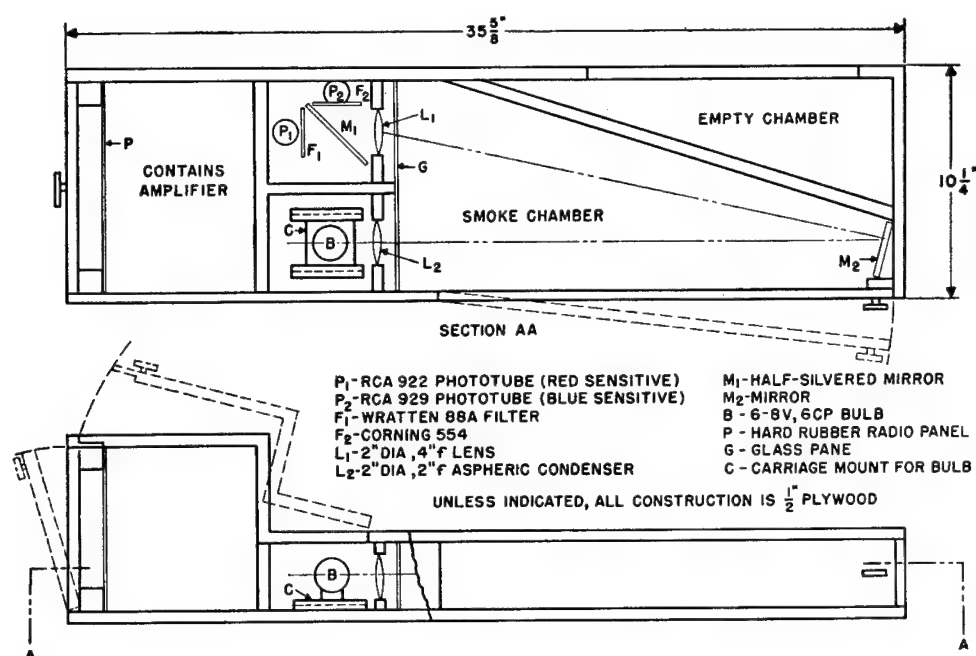 35 5/8"
P₂
F₂
L₁
P₁
M₁
F₁
EMPTY CHAMBER
P
CONTAINS
AMPLIFIER
G
10 1/4"
SMOKE CHAMBER
C
B
L₂
M₂
SECTION AA
P₁-RCA 922 PHOTOTUBE (RED SENSITIVE)
P₂-RCA 929 PHOTOTUBE (BLUE SENSITIVE)
F₁-WRATTEN 88A FILTER
F₂-CORNING 554
L₁-2"DIA,4"f LENS
L₂-2"DIA,2"f ASPHERIC CONDENSER
M₁-HALF-SILVERED MIRROR
M₂-MIRROR
B - 6-8V, 6CP BULB
P - HARD RUBBER RADIO PANEL
G - GLASS PANE
C - CARRIAGE MOUNT FOR BULB
UNLESS INDICATED, ALL CONSTRUCTION IS 1/2" PLYWOOD
B
C
A
A